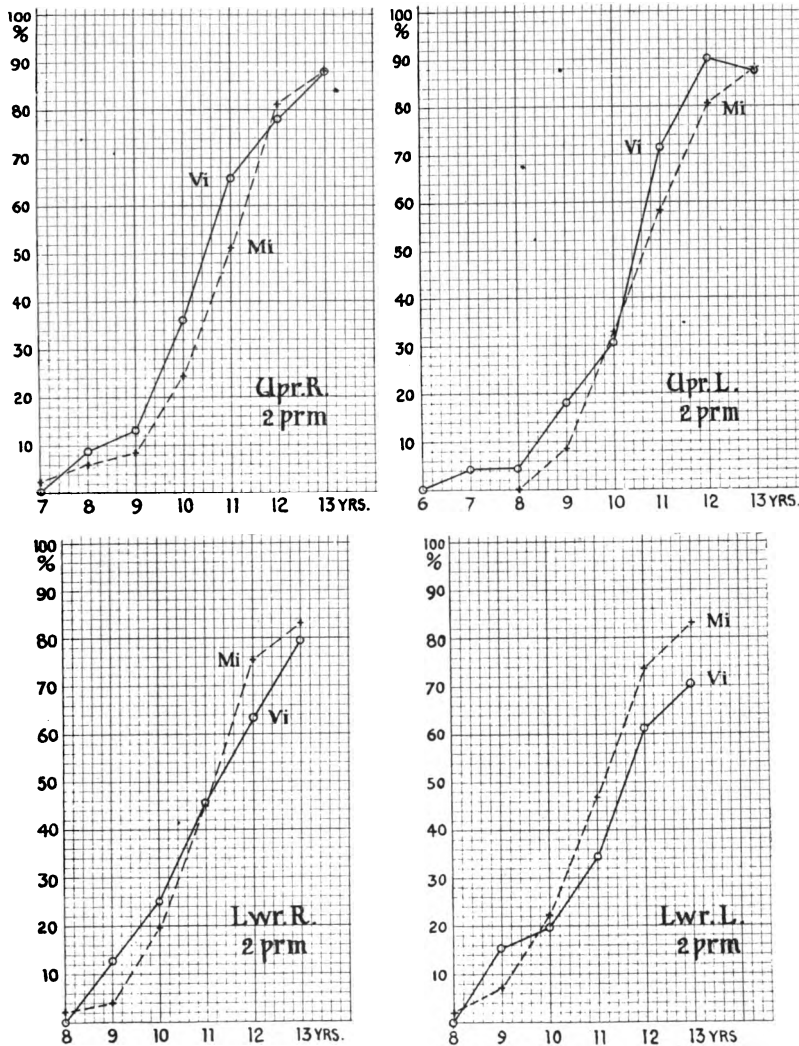 100
%
90
80
70
60
50
40
30
20
10
7 8 9 10 11 12 13 YRS.
Vi
Mi
Upr. R.
2 prm
100
%
90
80
70
60
50
40
30
20
10
6 7 8 9 10 11 12 13 YRS.
Vi
Mi
Upr. L.
2 prm
100
%
90
80
70
60
50
40
30
20
10
8 9 10 11 12 13 YRS.
Mi
Vi
Lwr. R.
2 prm
100
%
90
80
70
60
50
40
30
20
10
8 9 10 11 12 13 YRS
Mi
Vi
Lwr. L.
2 prm